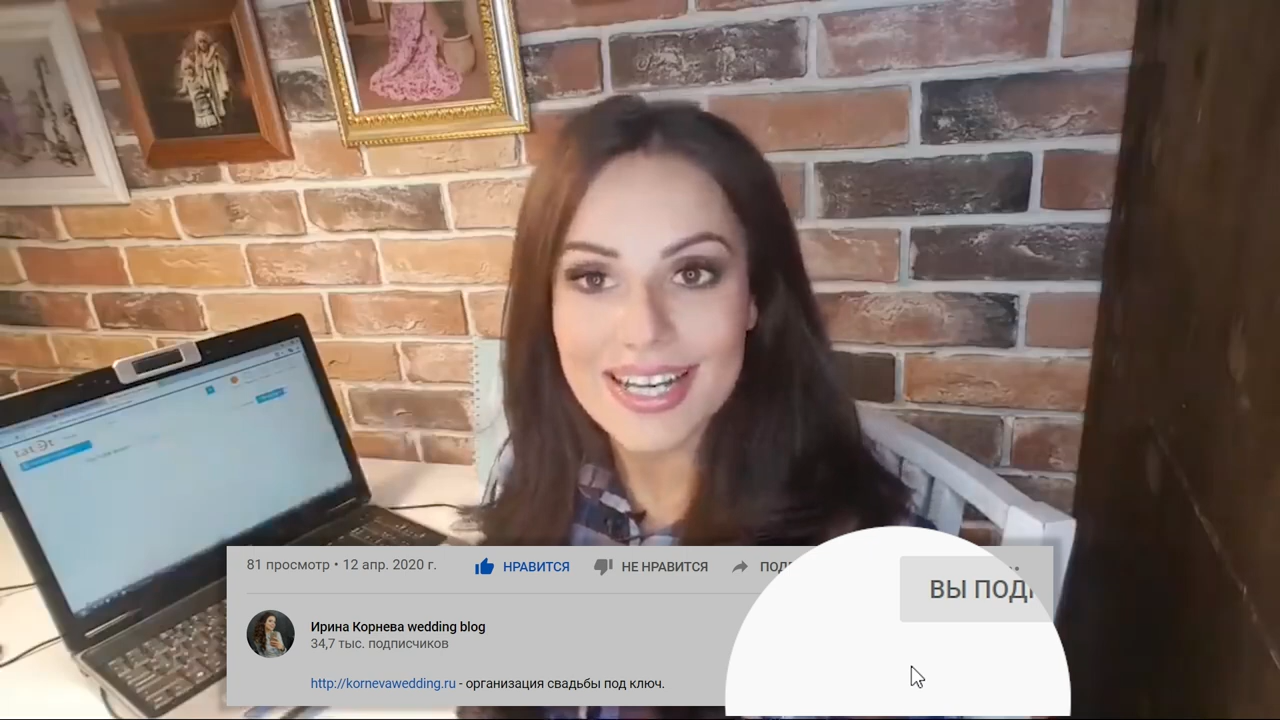 81 просмотр • 12 апр. 2020 г.
НРАВИТСЯ
НЕ НРАВИТСЯ
ВЫ
Ирина Корнева wedding blog
34,7 тыс. подписчиков
http://kornevawedding.ru - организация свадьбы под ключ.